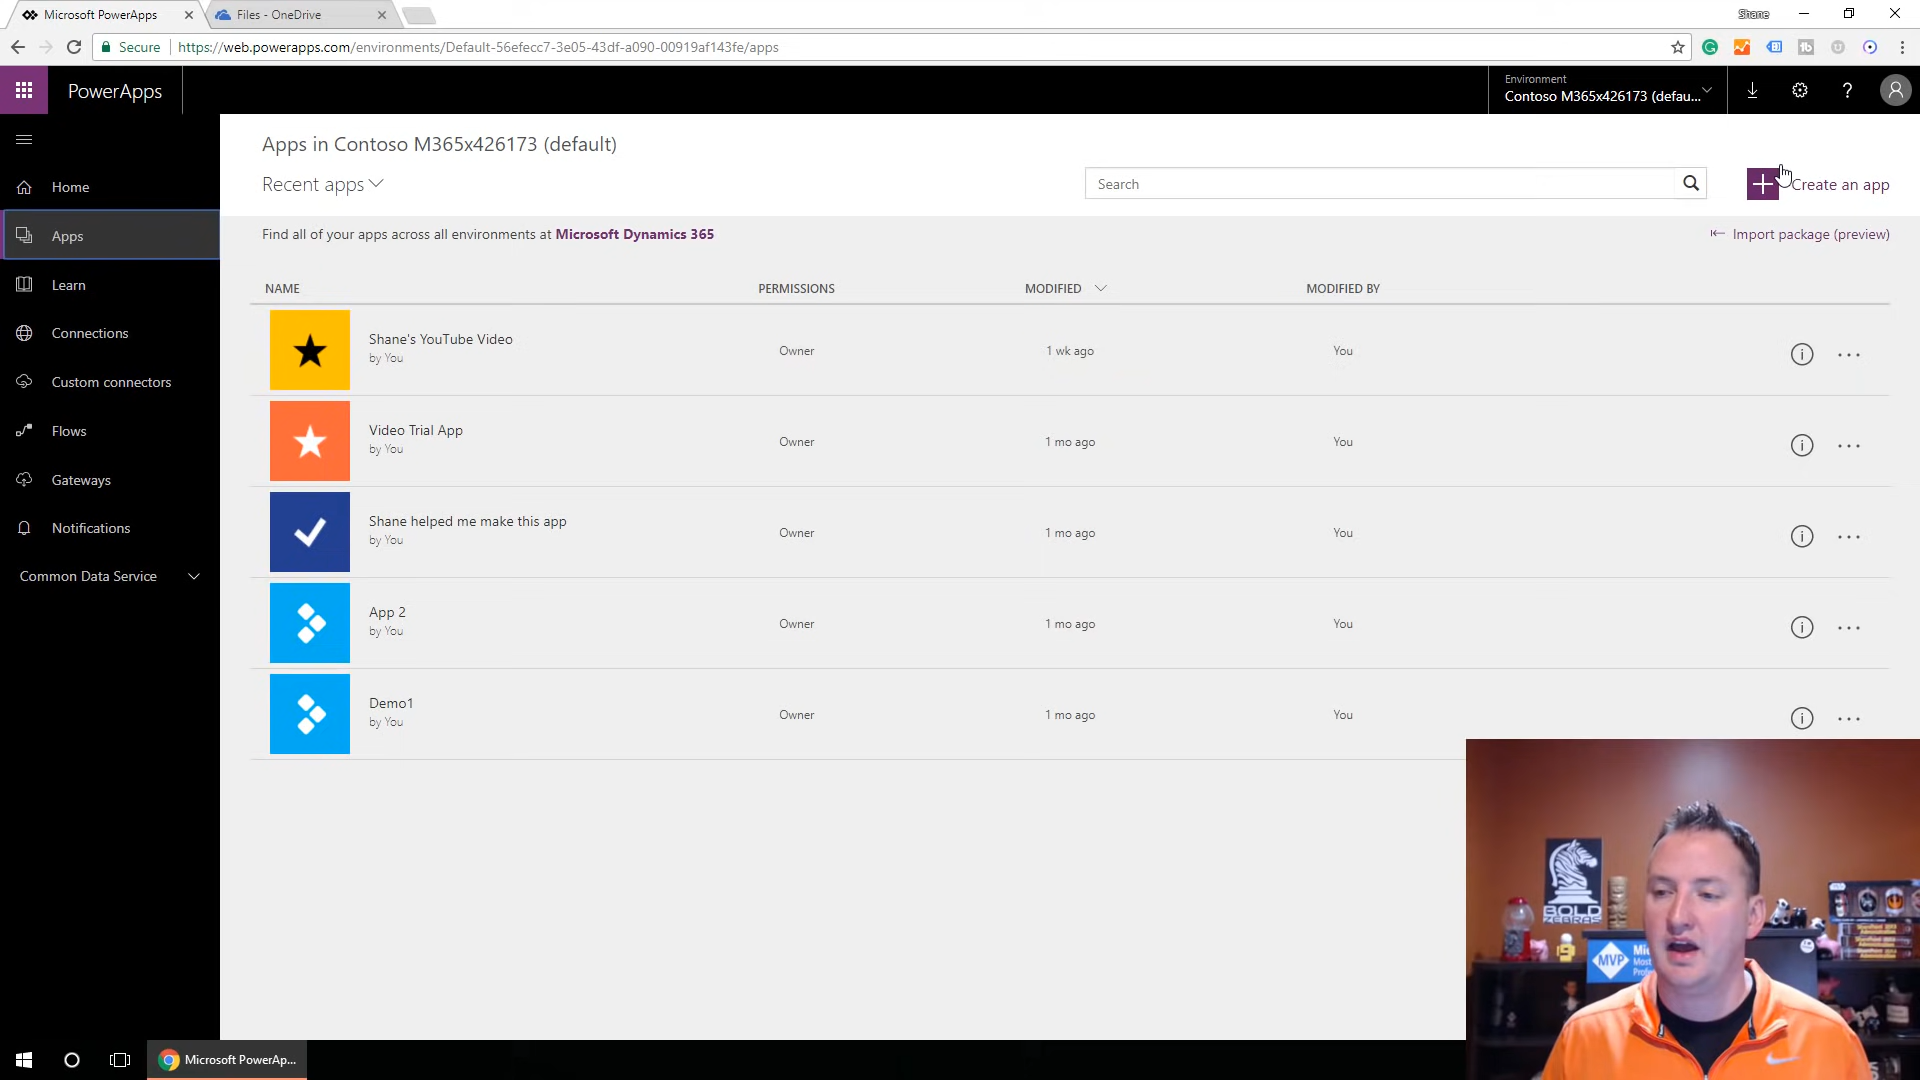 Microsoft PowerApps
Files - OneDrive
Shane
Secure
https://web.powerapps.com/environments/Default-56efecc7-3e05-43df-a090-00919af143fe/apps
PowerApps
Environment
Contoso M365x426173 (defau...
Apps in Contoso M365x426173 (default)
Recent apps
Search
Create an app
Home
Apps
Learn
Connections
Custom connectors
Flows
Gateways
Notifications
Common Data Service
Find all of your apps across all environments at Microsoft Dynamics 365
Import package (preview)
NAME PERMISSIONS MODIFIED MODIFIED BY
Shane's YouTube Video
by You
Owner 1 wk ago You
Video Trial App
by You
Owner 1 mo ago You
Shane helped me make this app
by You
Owner 1 mo ago You
App 2
by You
Owner 1 mo ago You
Demo1
by You
Owner 1 mo ago You
BOLD
ZEBRAS
MVP
Microsoft PowerAp...